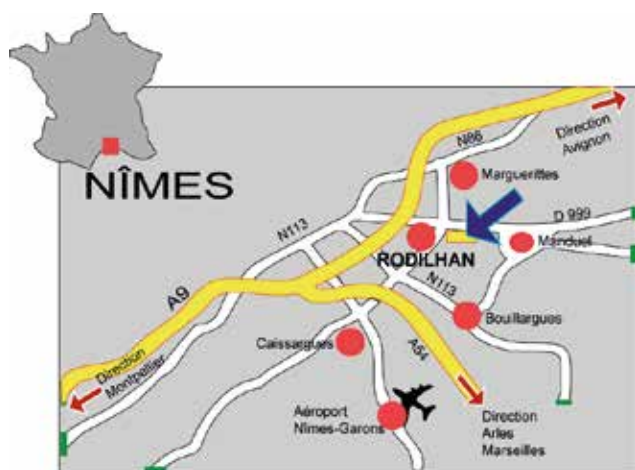 NÎMES
N86
Direction
Avignon
Marguerittes
D 999
N113
RODILHAN
Manduel
N113
A9
Bouillargues
Direction
Montpellier
Caissargues
A54
Aéroport
Nîmes-Garons
Direction
Arles
Marseilles